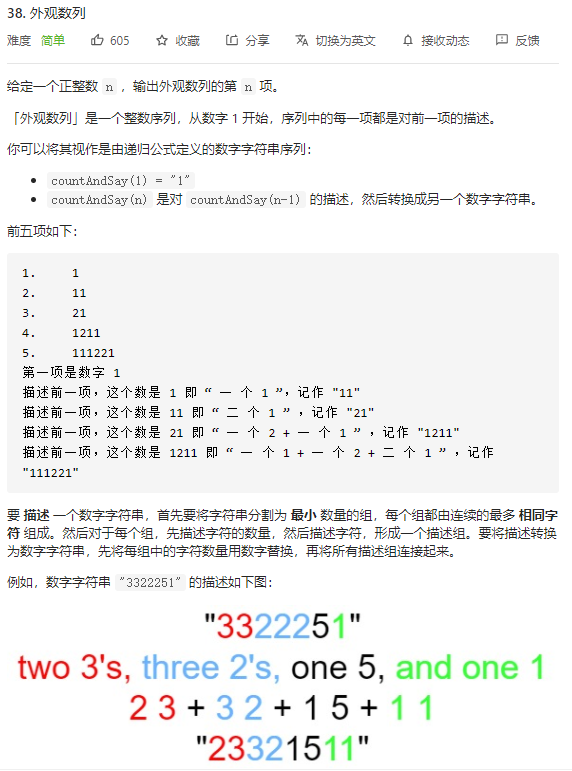 38. 外观数列
难度 简单 605 收藏 分享 切换为英文 接收动态 反馈
给定一个正整数 n ，输出外观数列的第 n 项。
「外观数列」是一个整数序列，从数字 1 开始，序列中的每一项都是对前一项的描述。
你可以将其视作是由递归公式定义的数字字符串序列：
• countAndSay(1) = "1"
• countAndSay(n) 是对 countAndSay(n-1) 的描述，然后转换成另一个数字字符串。
前五项如下：
1. 1
2. 11
3. 21
4. 1211
5. 111221
第一项是数字 1
描述前一项，这个数是 1 即 “ 一 个 1 ”，记作 "11"
描述前一项，这个数是 11 即 “ 二 个 1 ” ，记作 "21"
描述前一项，这个数是 21 即 “ 一 个 2 + 一 个 1 ” ，记作 "1211"
描述前一项，这个数是 1211 即 “ 一 个 1 + 一 个 2 + 二 个 1 ” ，记作
"111221"
要 描述 一个数字字符串，首先要将字符串分割为 最小 数量的组，每个组都由连续的最多 相同字
符 组成。然后对于每个组，先描述字符的数量，然后描述字符，形成一个描述组。要将描述转换
为数字字符串，先将每组中的字符数量用数字替换，再将所有描述组连接起来。
例如，数字字符串 "3322251" 的描述如下图：
"3322251"
two 3's, three 2's, one 5, and one 1
2 3 + 3 2 + 1 5 + 1 1
"23321511"